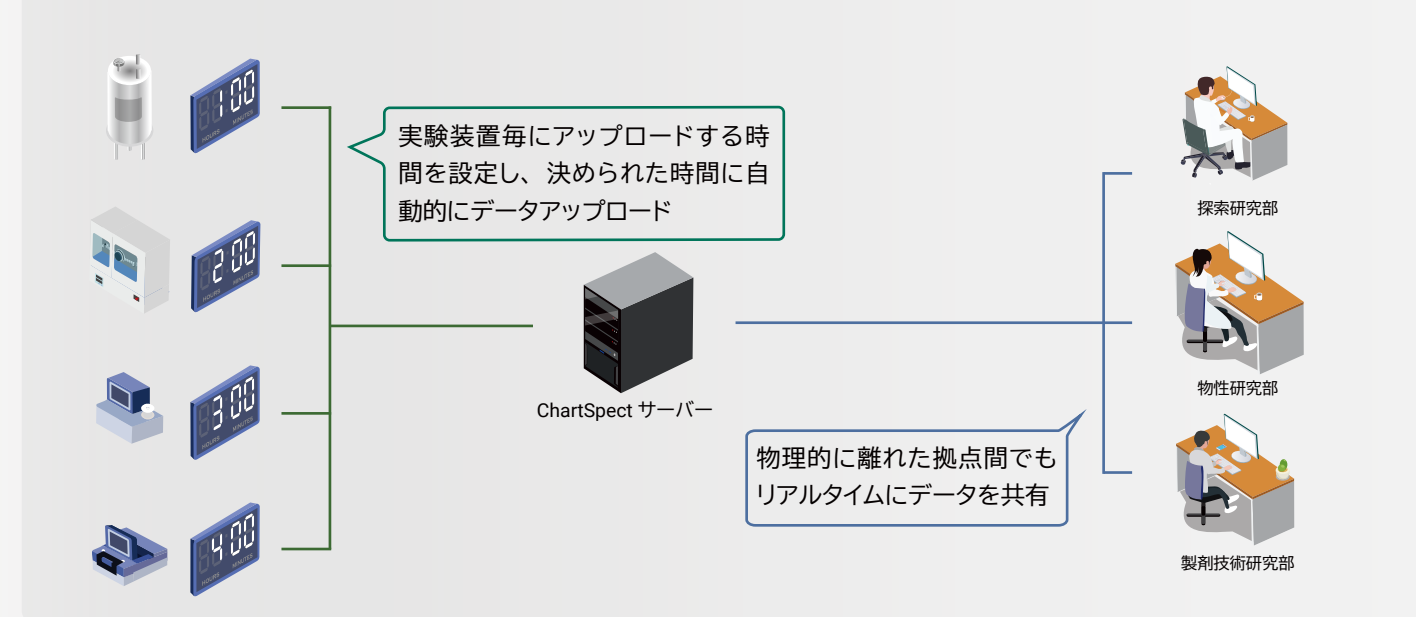 1:00
HOURS MINUTES
実験装置毎にアップロードする時
間を設定し、決められた時間に自
動的にデータアップロード
2:00
HOURS MINUTES
3:00
HOURS MINUTES
4:00
HOURS MINUTES
ChartSpect サーバー
物理的に離れた拠点間でも
リアルタイムにデータを共有
探索研究部
物性研究部
製剤技術研究部